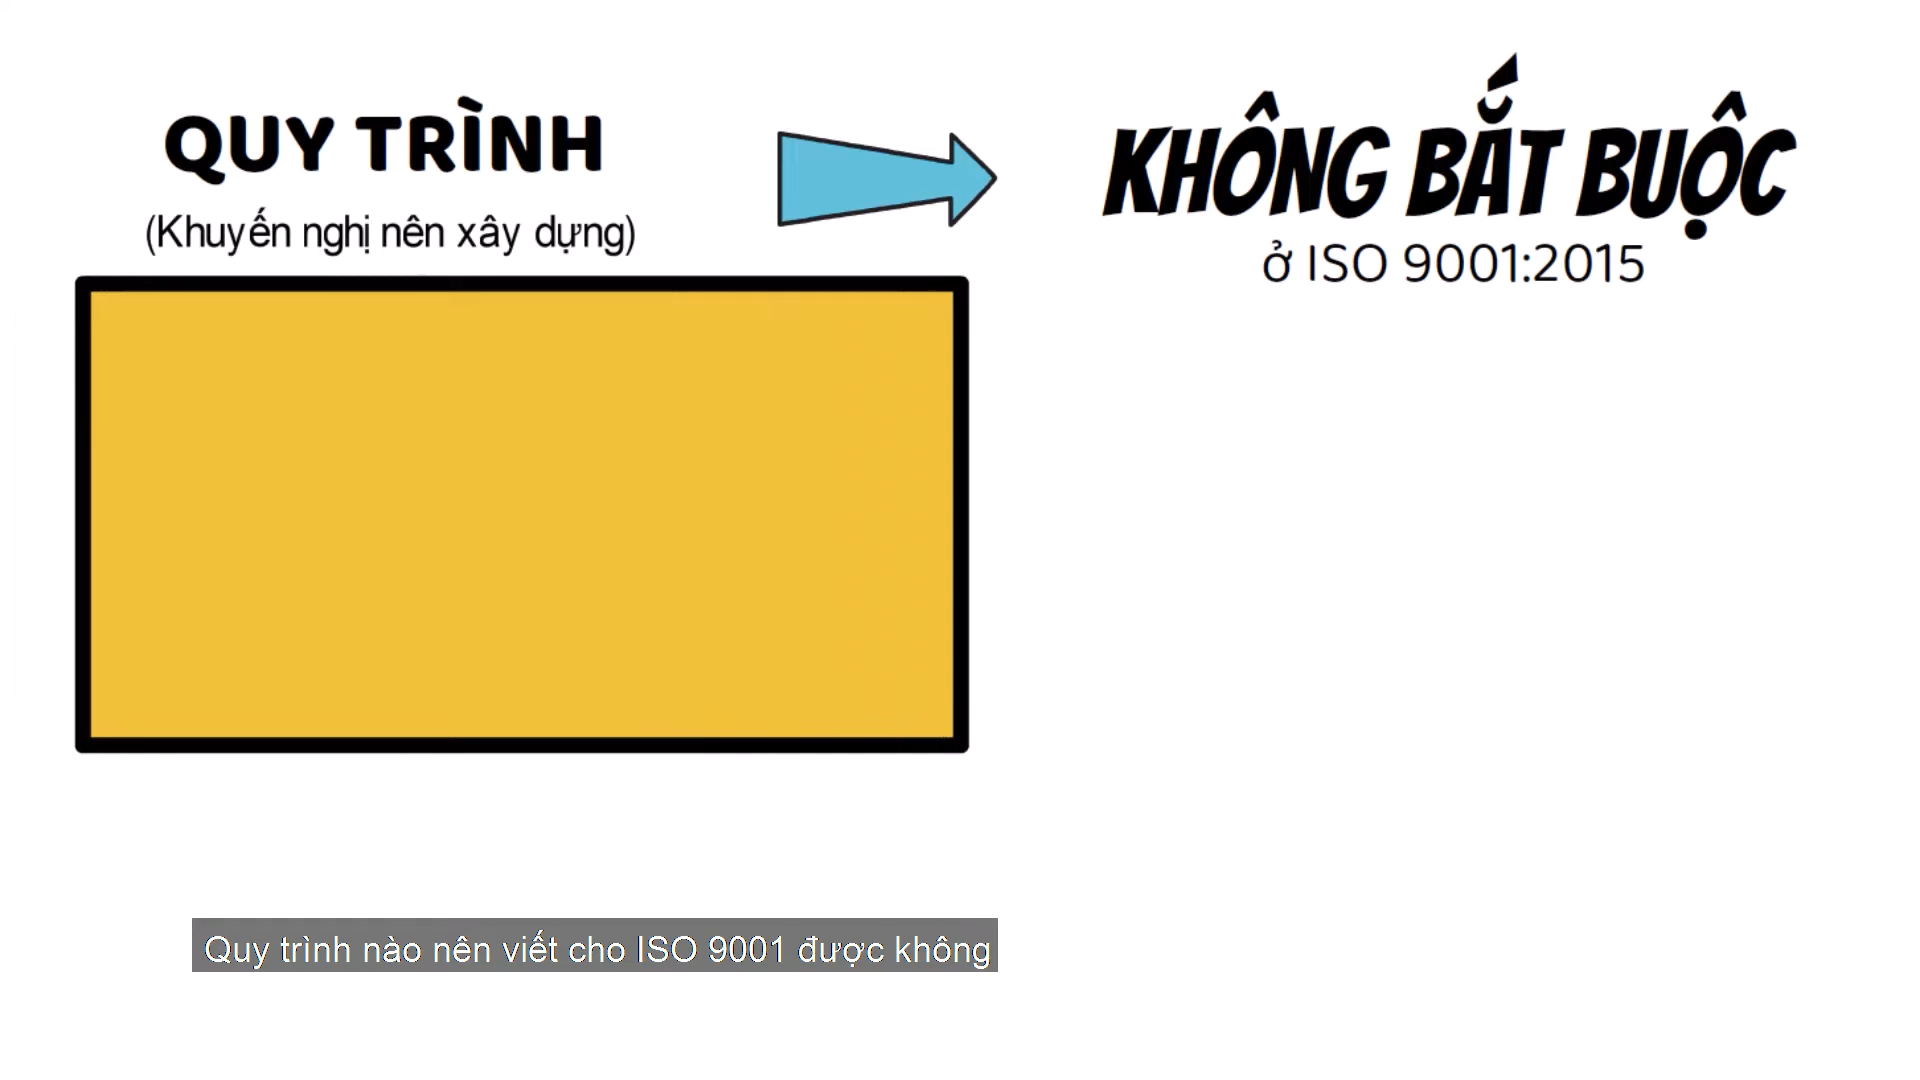 QUY TRÌNH
(Khuyến nghị nên xây dựng)
KHÔNG BẮT BUỘC
ở ISO 9001:2015
Quy trình nào nên viết cho ISO 9001 được không